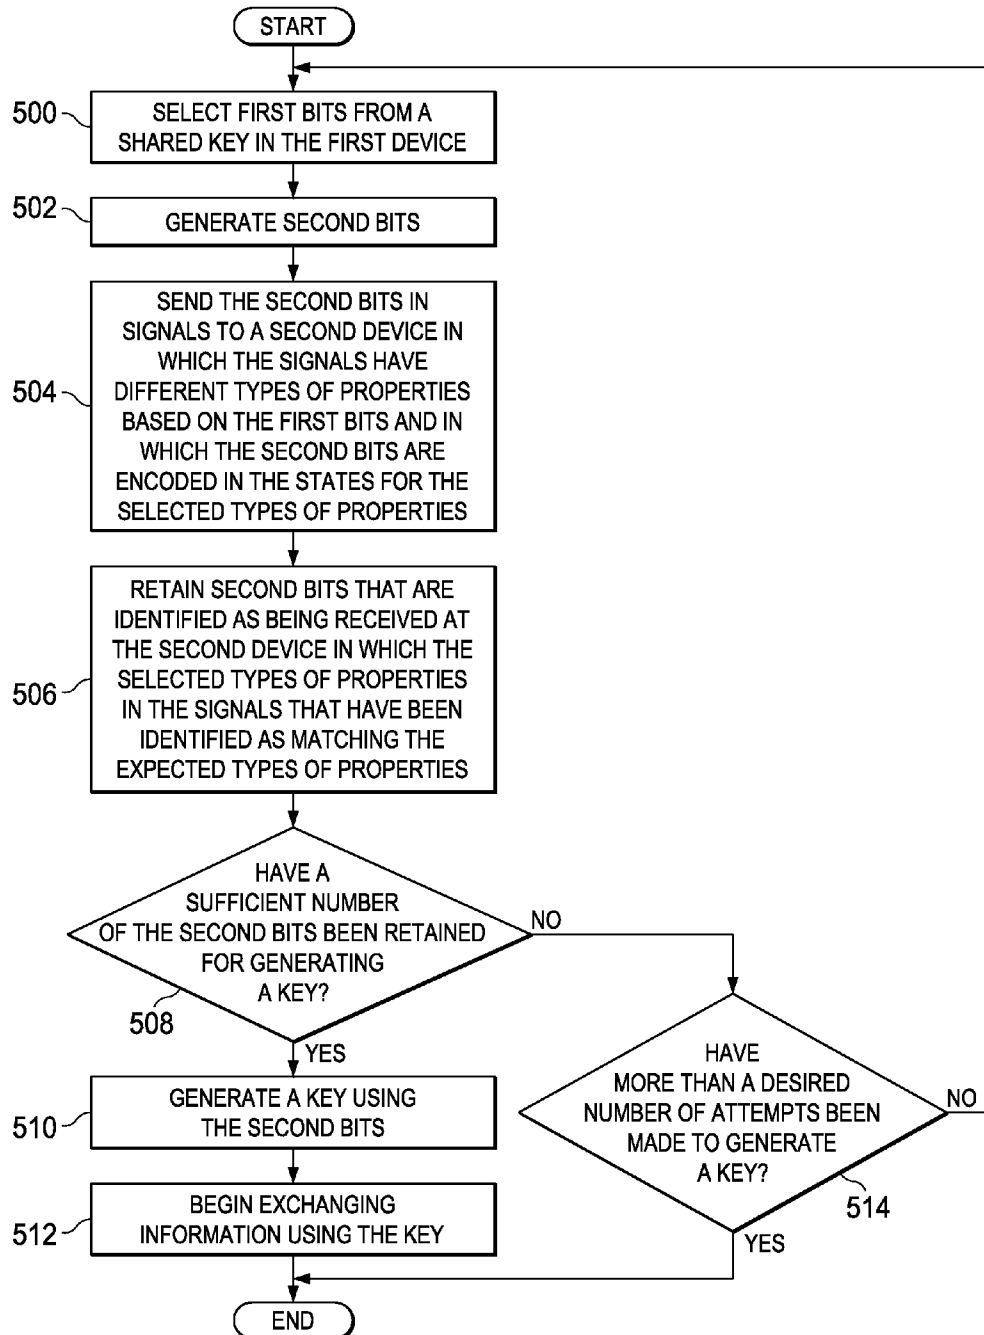 START
500
SELECT FIRST BITS FROM A
SHARED KEY IN THE FIRST DEVICE
502
GENERATE SECOND BITS
504
SEND THE SECOND BITS IN
SIGNALS TO A SECOND DEVICE IN
WHICH THE SIGNALS HAVE
DIFFERENT TYPES OF PROPERTIES
BASED ON THE FIRST BITS AND IN
WHICH THE SECOND BITS ARE
ENCODED IN THE STATES FOR THE
SELECTED TYPES OF PROPERTIES
506
RETAIN SECOND BITS THAT ARE
IDENTIFIED AS BEING RECEIVED AT
THE SECOND DEVICE IN WHICH THE
SELECTED TYPES OF PROPERTIES
IN THE SIGNALS THAT HAVE BEEN
IDENTIFIED AS MATCHING THE
EXPECTED TYPES OF PROPERTIES
HAVE A
SUFFICIENT NUMBER
OF THE SECOND BITS BEEN RETAINED
FOR GENERATING
A KEY?
508
NO
YES
HAVE
MORE THAN A DESIRED
NUMBER OF ATTEMPTS BEEN
MADE TO GENERATE
A KEY?
514
NO
YES
510
GENERATE A KEY USING
THE SECOND BITS
512
BEGIN EXCHANGING
INFORMATION USING THE KEY
END